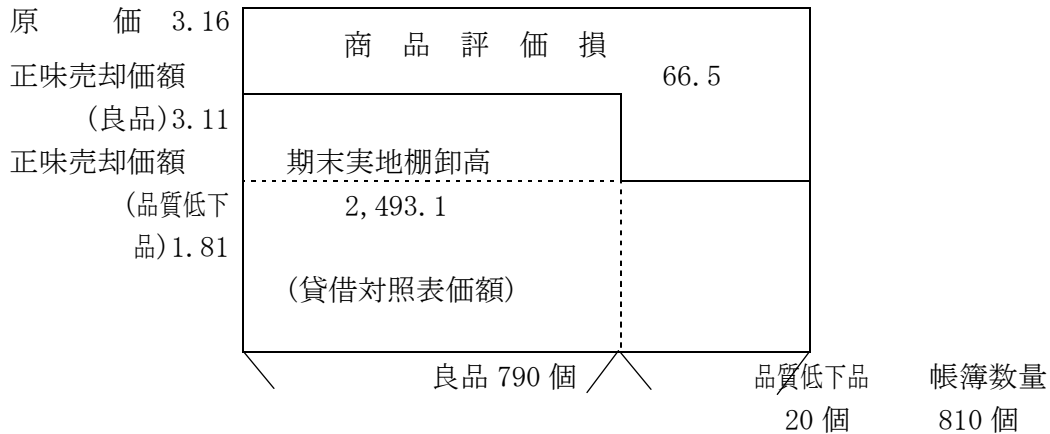 原　　価 3.16
商 品 評 価 損
正味売却価額
66.5
(良品)3.11
正味売却価額
期末実地棚卸高
(品質低下
2,493.1
品)1.81
(貸借対照表価額)
良品 790 個
品質低下品
帳簿数量
20 個
810 個